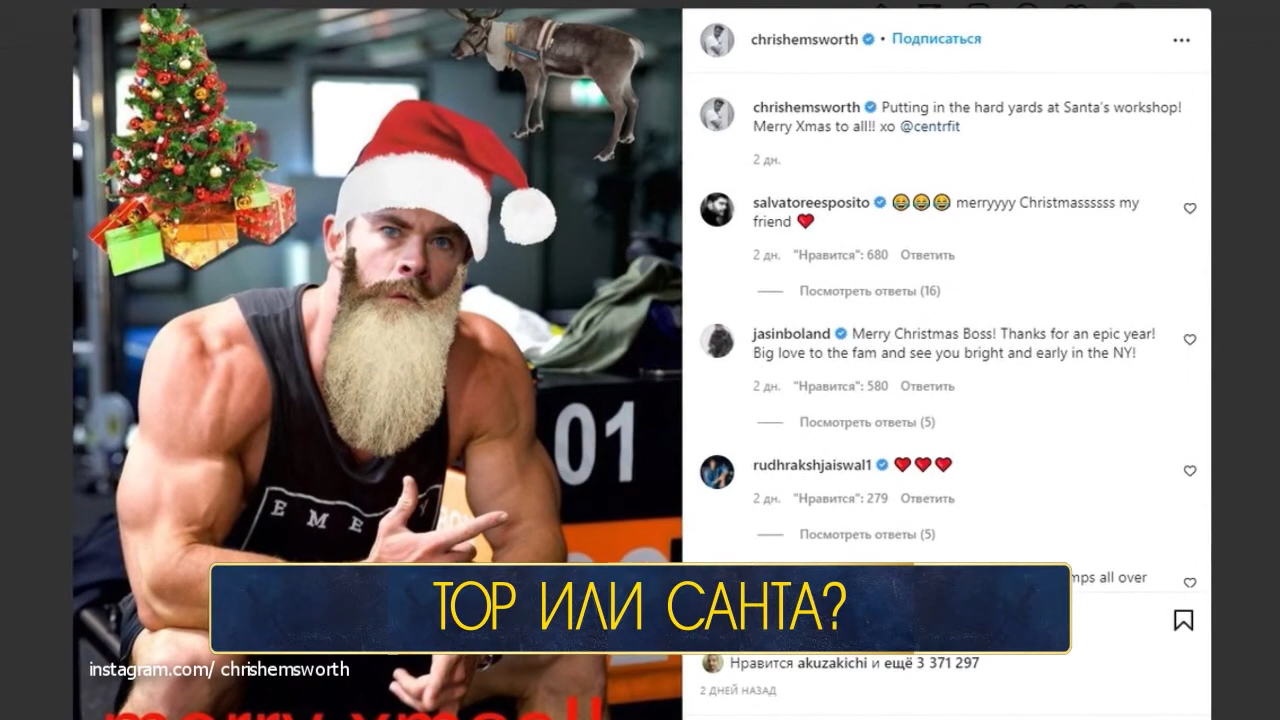 chrishemsworth • Подписаться
chrishemsworth Putting in the hard yards at Santa's workshop!
Merry Xmas to all!! xo @centrfit
2 дн.
salvatoreesposito 😂😂😂 merryyyy Christmassssss my
friend ❤️
2 дн. "Нравится": 680 Ответить
Посмотреть ответы (16)
jasinboland Merry Christmas Boss! Thanks for an epic year!
Big love to the fam and see you bright and early in the NY!
2 дн. "Нравится": 580 Ответить
Посмотреть ответы (5)
rudhrakshjaiswal1 ❤️❤️❤️
2 дн. "Нравится": 279 Ответить
Посмотреть ответы (5)
all over
Нравится akuzakichi и ещё 3 371 297
2 ДНЕЙ НАЗАД
01
E M E
ТОР ИЛИ САНТА?
instagram.com/ chrishemsworth
merry xmas!!